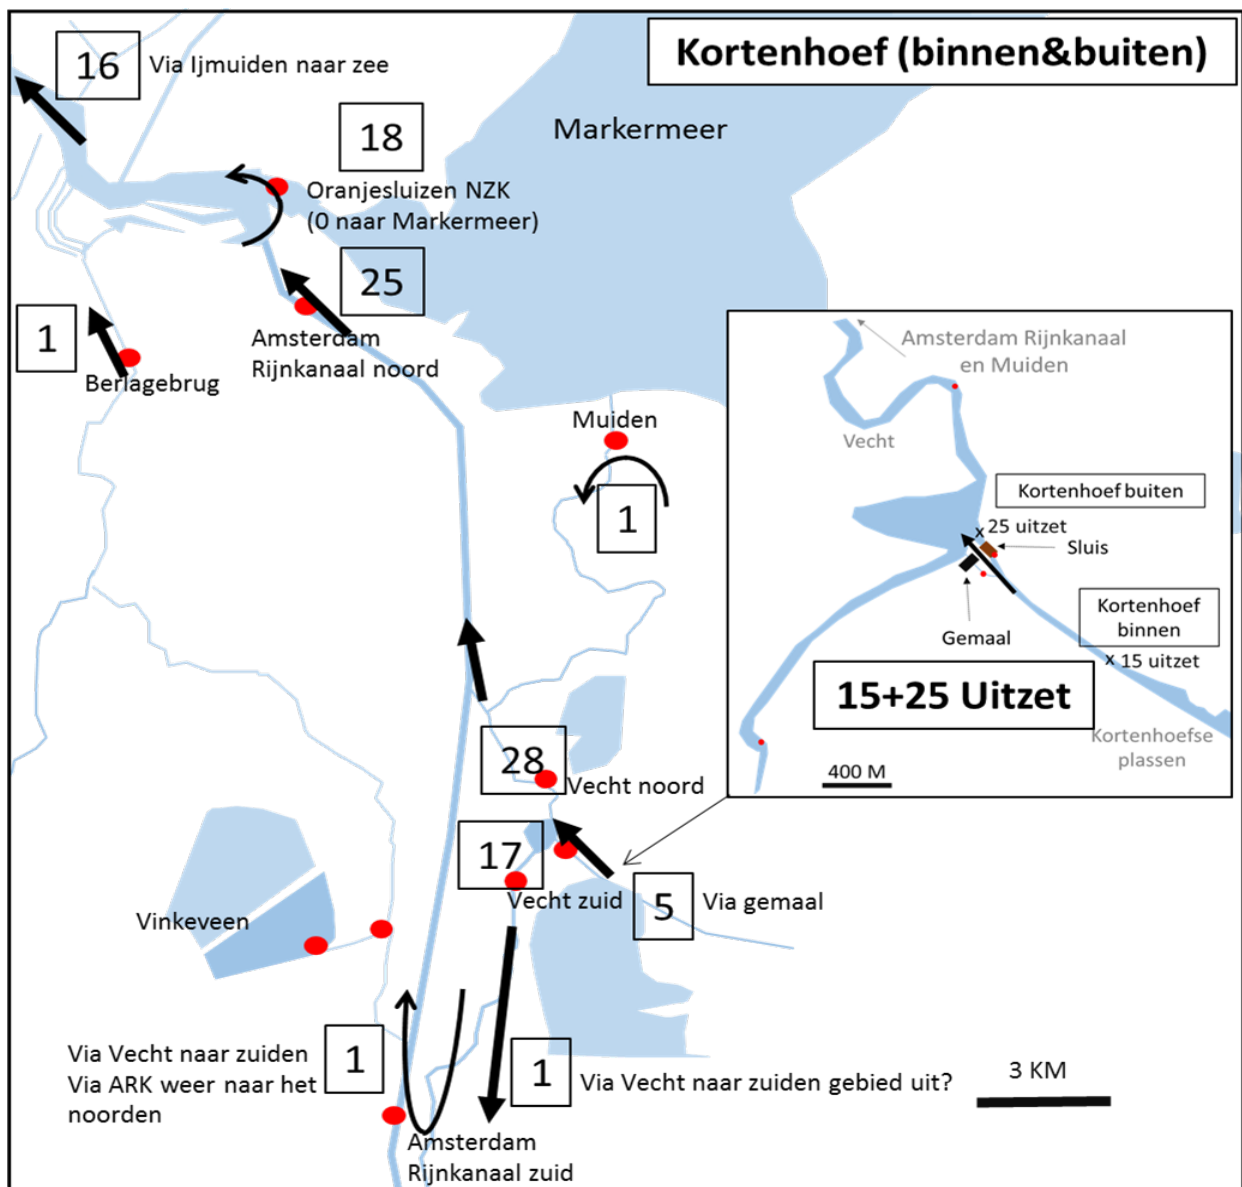 Kortenhoef (binnen&buiten)
16
Via Ijmuiden naar zee
18
Markermeer
Oranjesluizen NZK
(0 naar Markermeer)
25
1
Amsterdam
Rijnkanaal noord
Berlagebrug
Muiden
1
Amsterdam Rijnkanaal
en Muiden
Vecht
Kortenhoef buiten
x 25 uitzet
Sluis
Kortenhoef
binnen
Gemaal
x 15 uitzet
15+25 Uitzet
Kortenhoefse
plassen
400 M
28
Vecht noord
17
Vecht zuid
5
Via gemaal
Vinkeveen
Via Vecht naar zuiden
Via ARK weer naar het
noorden
1
1
Via Vecht naar zuiden gebied uit?
3 KM
Amsterdam
Rijnkanaal zuid